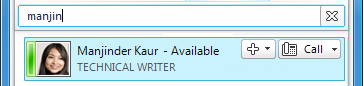 manjin
Manjinder Kaur - Available
Call
TECHNICAL WRITER